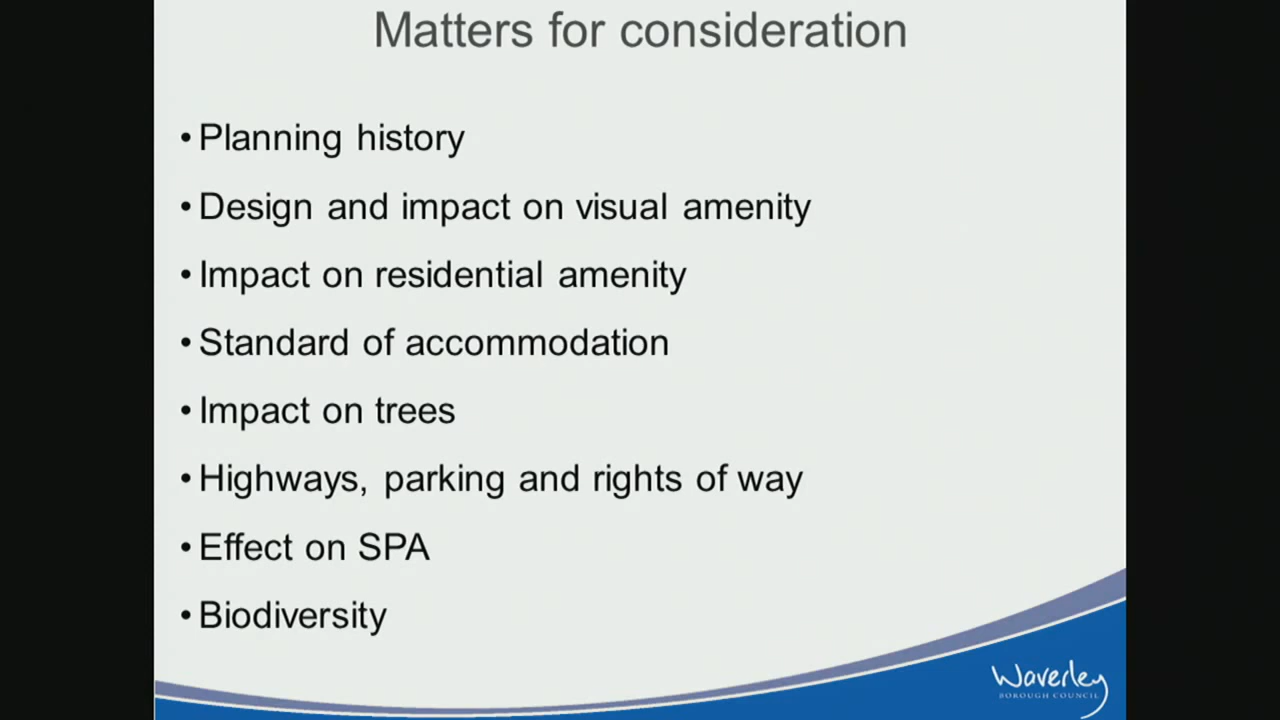 Matters for consideration
• Planning history
• Design and impact on visual amenity
• Impact on residential amenity
• Standard of accommodation
• Impact on trees
• Highways, parking and rights of way
• Effect on SPA
• Biodiversity
Waverley
BOROUGH COUNCIL